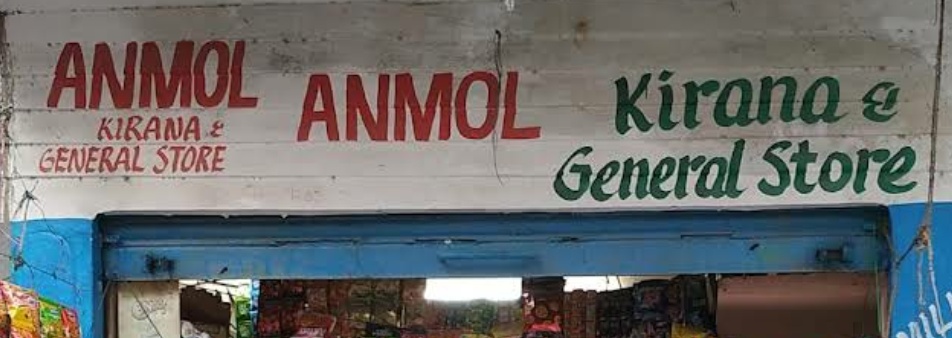 ANMOL
KIRANA &
GENERAL STORE
ANMOL
Kirana &
General Store